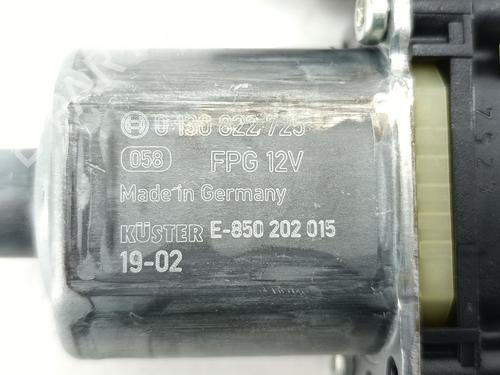 0 130 822 725
058 FPG 12V
Made in Germany
KÜSTER E-850 202 015
19-02